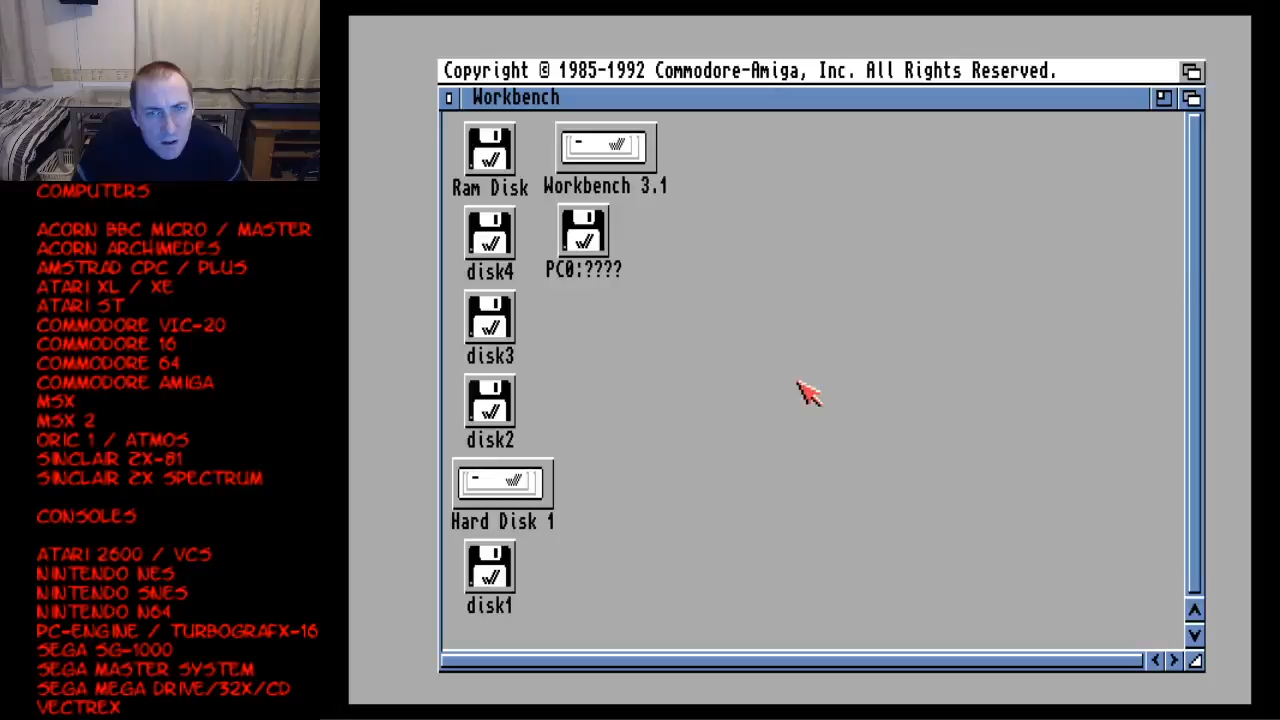 COMPUTERS
ACORN BBC MICRO / MASTER
ACORN ARCHIMEDES
AMSTRAD CPC / PLUS
ATARI XL / XE
ATARI ST
COMMODORE VIC-20
COMMODORE 16
COMMODORE 64
COMMODORE AMIGA
MSX
MSX 2
ORIC 1 / ATMOS
SINCLAIR ZX-81
SINCLAIR ZX SPECTRUM
CONSOLES
ATARI 2600 / VCS
NINTENDO NES
NINTENDO SNES
NINTENDO N64
PC-ENGINE / TURBOGRAFX-16
SEGA SG-1000
SEGA MASTER SYSTEM
SEGA MEGA DRIVE/32X/CD
VECTREX
Copyright © 1985-1992 Commodore-Amiga, Inc. All Rights Reserved.
Workbench
Ram Disk Workbench 3.1
disk4 PC0:????
disk3
disk2
Hard Disk 1
disk1